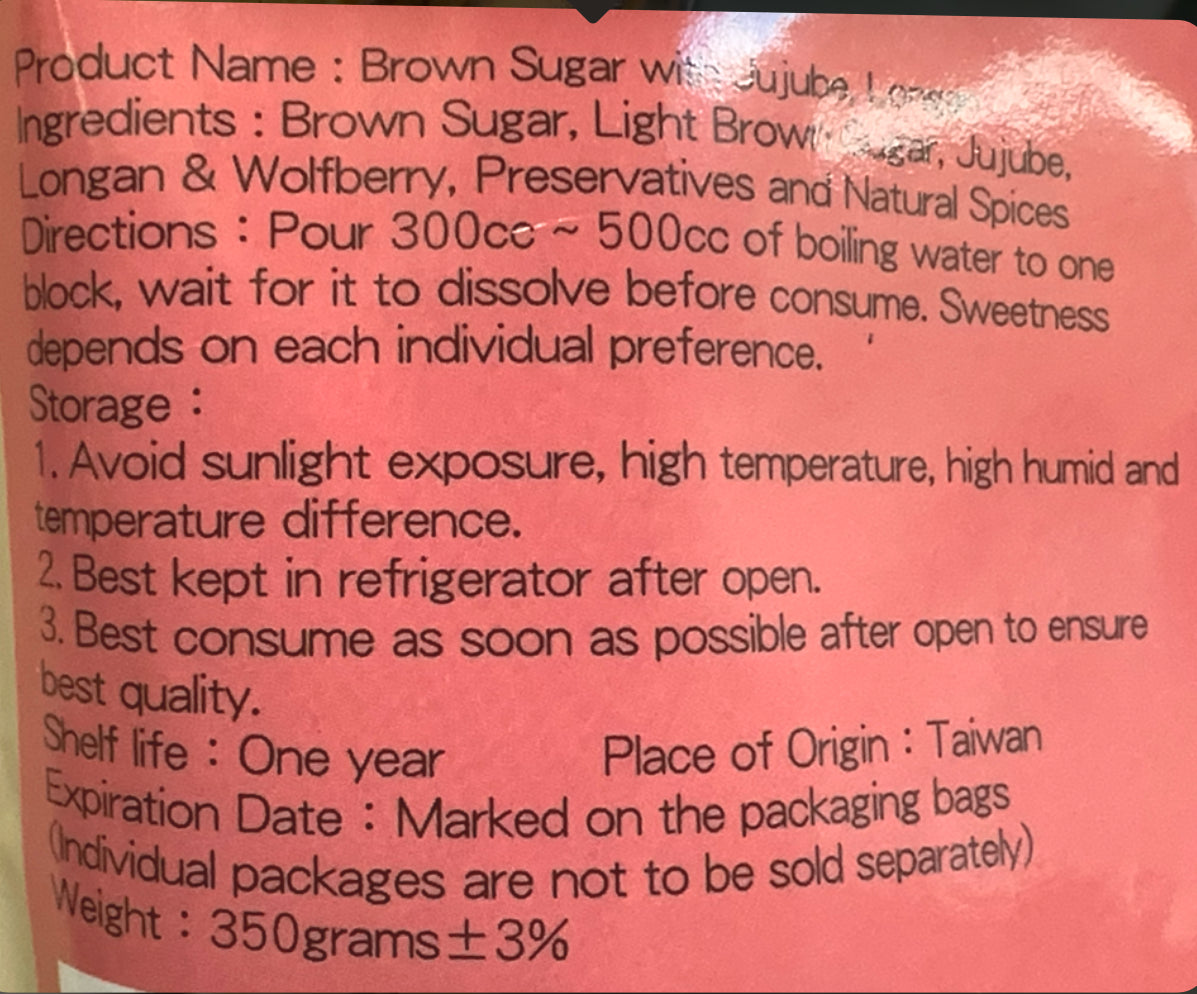 Product Name : Brown Sugar with Jujube, Longan
Ingredients : Brown Sugar, Light Brown Sugar, Jujube,
Longan & Wolfberry, Preservatives and Natural Spices
Directions : Pour 300cc ~ 500cc of boiling water to one
block, wait for it to dissolve before consume. Sweetness
depends on each individual preference.
Storage :
1. Avoid sunlight exposure, high temperature, high humid and
temperature difference.
2. Best kept in refrigerator after open.
3. Best consume as soon as possible after open to ensure
best quality.
Shelf life : One year Place of Origin : Taiwan
Expiration Date : Marked on the packaging bags
(Individual packages are not to be sold separately)
Weight : 350grams±3%